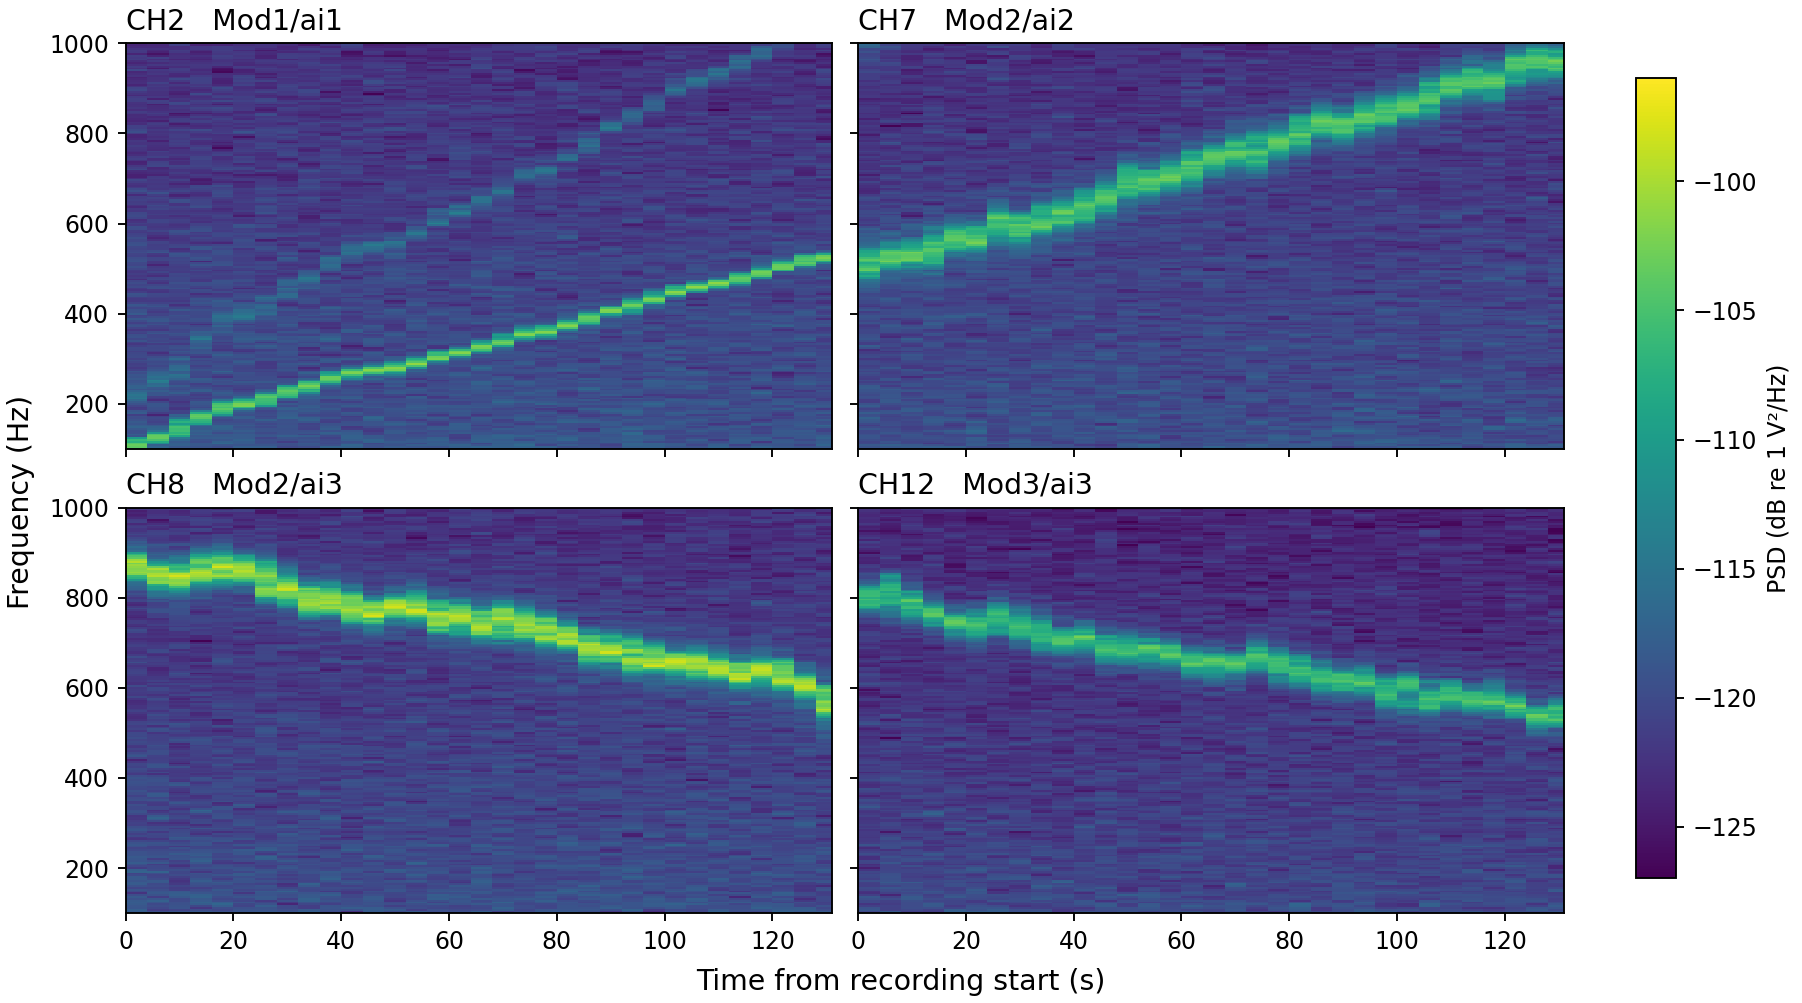 CH2 Mod1/ai1
CH7 Mod2/ai2
1000
800
600
400
200
CH8 Mod2/ai3
CH12 Mod3/ai3
1000
800
600
400
200
0 20 40 60 80 100 120
0 20 40 60 80 100 120
Frequency (Hz)
Time from recording start (s)
−100
−105
−110
−115
−120
−125
PSD (dB re 1 V²/Hz)